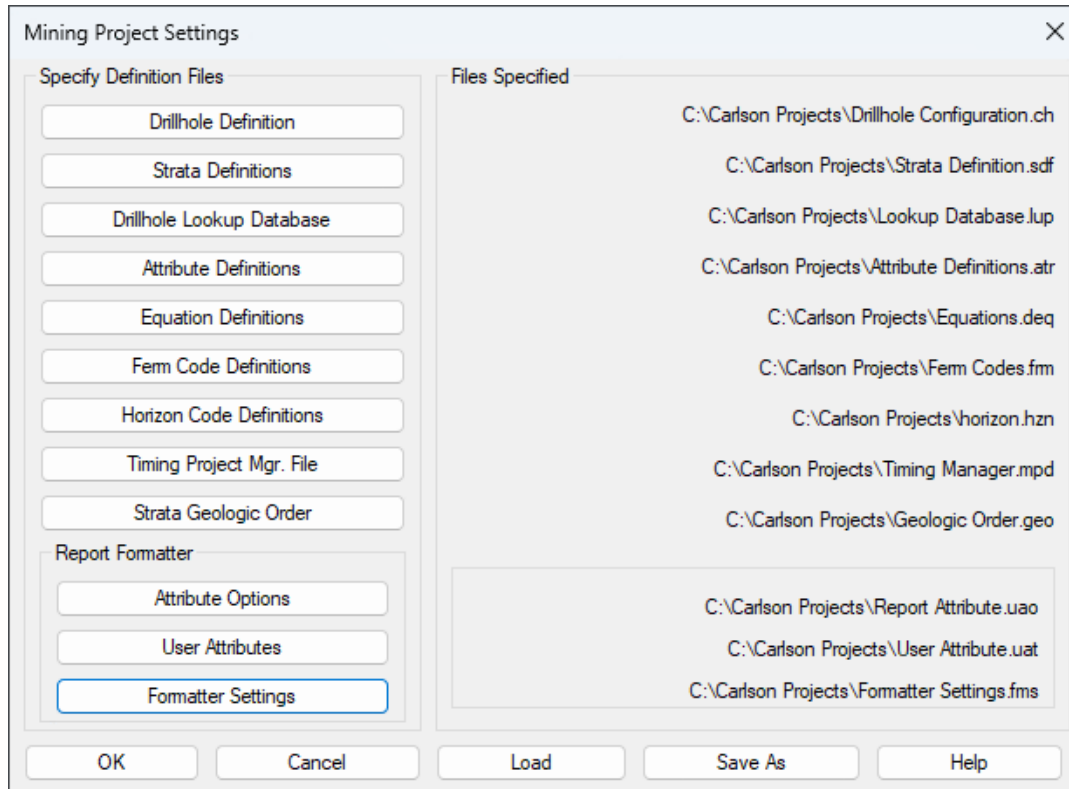 Mining Project Settings
Specify Definition Files
Files Specified
Drillhole Definition
C:\Carlson Projects\Drillhole Configuration.ch
Strata Definitions
C:\Carlson Projects\Strata Definition.sdf
Drillhole Lookup Database
C:\Carlson Projects\Lookup Database.lup
Attribute Definitions
C:\Carlson Projects\Attribute Definitions.atr
Equation Definitions
C:\Carlson Projects\Equations.deq
Ferm Code Definitions
C:\Carlson Projects\Ferm Codes.frm
Horizon Code Definitions
C:\Carlson Projects\horizon.hzn
Timing Project Mgr. File
C:\Carlson Projects\Timing Manager.mpd
Strata Geologic Order
C:\Carlson Projects\Geologic Order.geo
Report Formatter
Attribute Options
C:\Carlson Projects\Report Attribute.uao
User Attributes
C:\Carlson Projects\User Attribute.uat
Formatter Settings
C:\Carlson Projects\Formatter Settings.fms
OK
Cancel
Load
Save As
Help